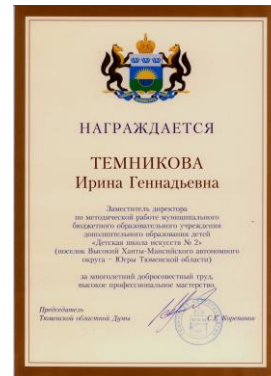 НАГРАЖДАЕТСЯ
ТЕМНИКОВА
Ирина Геннадьевна
Заместитель директора
по методической работе муниципального
бюджетного образовательного учреждения
дополнительного образования детей
«Детская школа искусств № 2»
(поселок Высокий Ханты-Мансийского автономного
округа – Югры Тюменской области)
за многолетний добросовестный труд,
высокое профессиональное мастерство
Председатель
Тюменской областной Думы С.Е. Корепанов